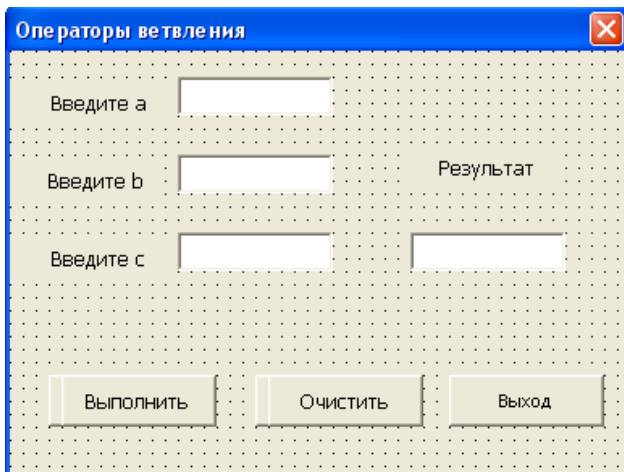 Операторы ветвления
Введите a
Введите b
Результат
Введите c
Выполнить
Очистить
Выход